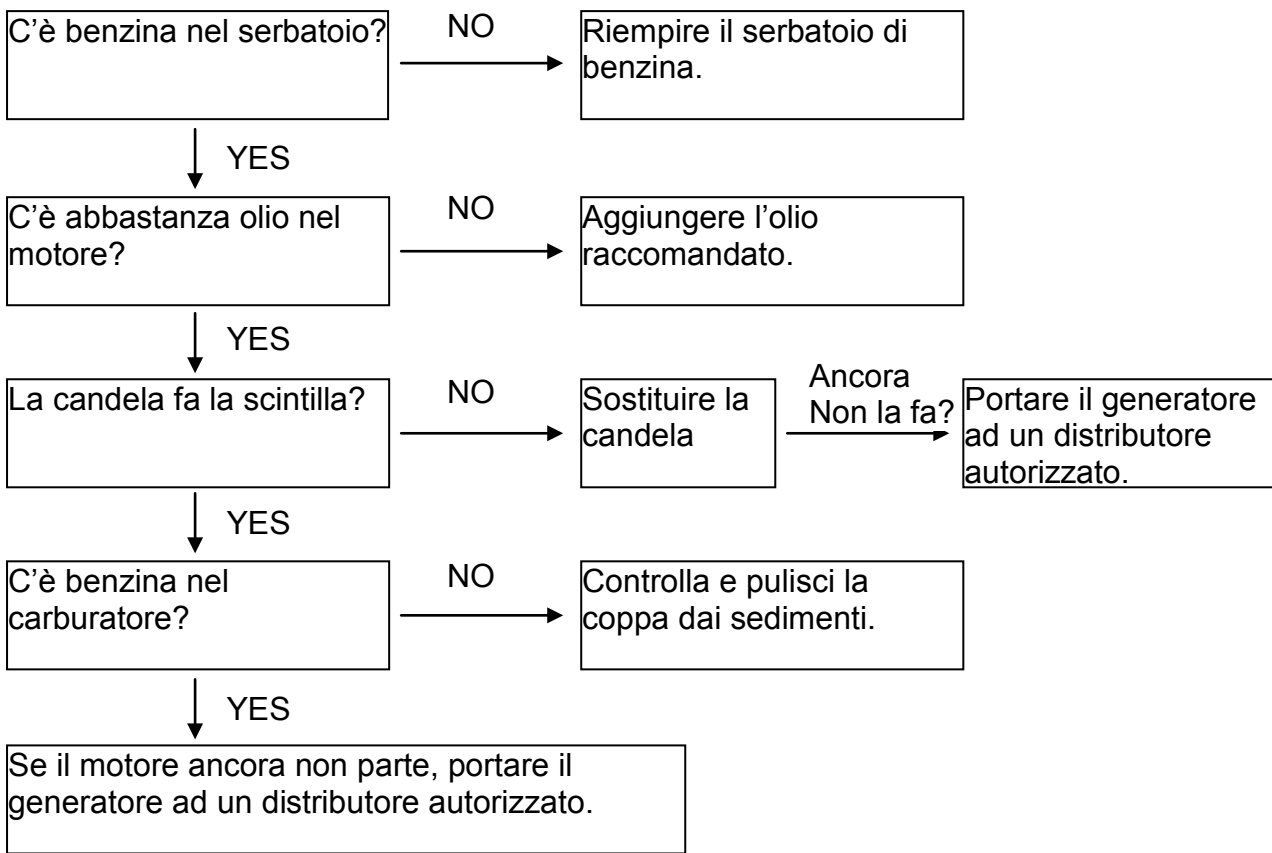 C'è benzina nel serbatoio?
NO
Riempire il serbatoio di
benzina.
YES
C'è abbastanza olio nel
motore?
NO
Aggiungere l'olio
raccomandato.
YES
La candela fa la scintilla?
NO
Sostituire la
candela
Ancora
Non la fa?
Portare il generatore
ad un distributore
autorizzato.
YES
C'è benzina nel
carburatore?
NO
Controlla e pulisci la
coppa dai sedimenti.
YES
Se il motore ancora non parte, portare il
generatore ad un distributore autorizzato.